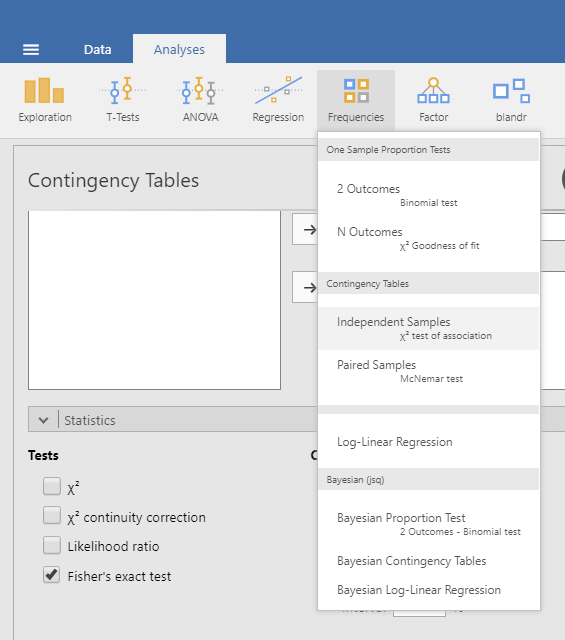 Data
Analyses
Exploration
T-Tests
ANOVA
Regression
Frequencies
Factor
blandr
Contingency Tables
One Sample Proportion Tests
2 Outcomes
Binomial test
N Outcomes
χ² Goodness of fit
Contingency Tables
Independent Samples
χ² test of association
Paired Samples
McNemar test
Log-Linear Regression
Bayesian (jsq)
Bayesian Proportion Test
2 Outcomes - Binomial test
Bayesian Contingency Tables
Bayesian Log-Linear Regression
Statistics
Tests
χ²
χ² continuity correction
Likelihood ratio
Fisher's exact test